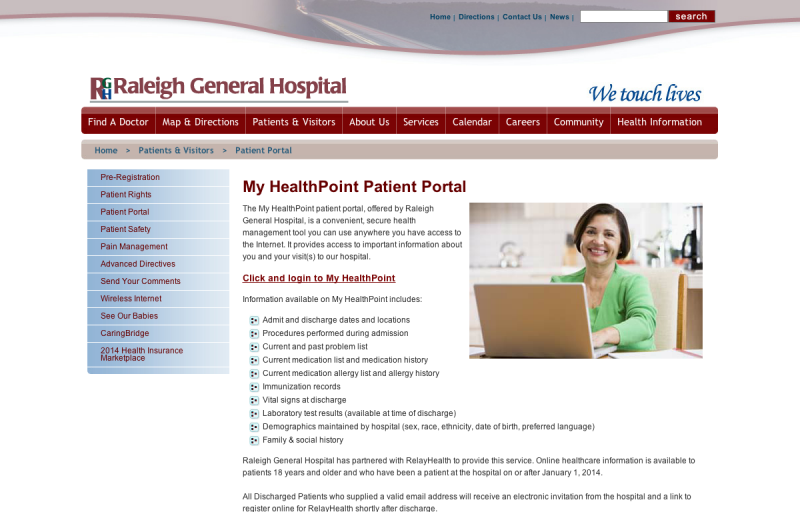 Home | Directions | Contact Us | News | search
RGH Raleigh General Hospital
We touch lives
Find A Doctor Map & Directions Patients & Visitors About Us Services Calendar Careers Community Health Information
Home > Patients & Visitors > Patient Portal
Pre-Registration
Patient Rights
Patient Portal
Patient Safety
Pain Management
Advanced Directives
Send Your Comments
Wireless Internet
See Our Babies
CaringBridge
2014 Health Insurance
Marketplace
My HealthPoint Patient Portal
The My HealthPoint patient portal, offered by Raleigh
General Hospital, is a convenient, secure health
management tool you can use anywhere you have access to
the Internet. It provides access to important information about
you and your visit(s) to our hospital.
Click and login to My HealthPoint
Information available on My HealthPoint includes:
Admit and discharge dates and locations
Procedures performed during admission
Current and past problem list
Current medication list and medication history
Current medication allergy list and allergy history
Immunization records
Vital signs at discharge
Laboratory test results (available at time of discharge)
Demographics maintained by hospital (sex, race, ethnicity, date of birth, preferred language)
Family & social history
Raleigh General Hospital has partnered with RelayHealth to provide this service. Online healthcare information is available to
patients 18 years and older and who have been a patient at the hospital on or after January 1, 2014.
All Discharged Patients who supplied a valid email address will receive an electronic invitation from the hospital and a link to
register online for RelayHealth shortly after discharge.